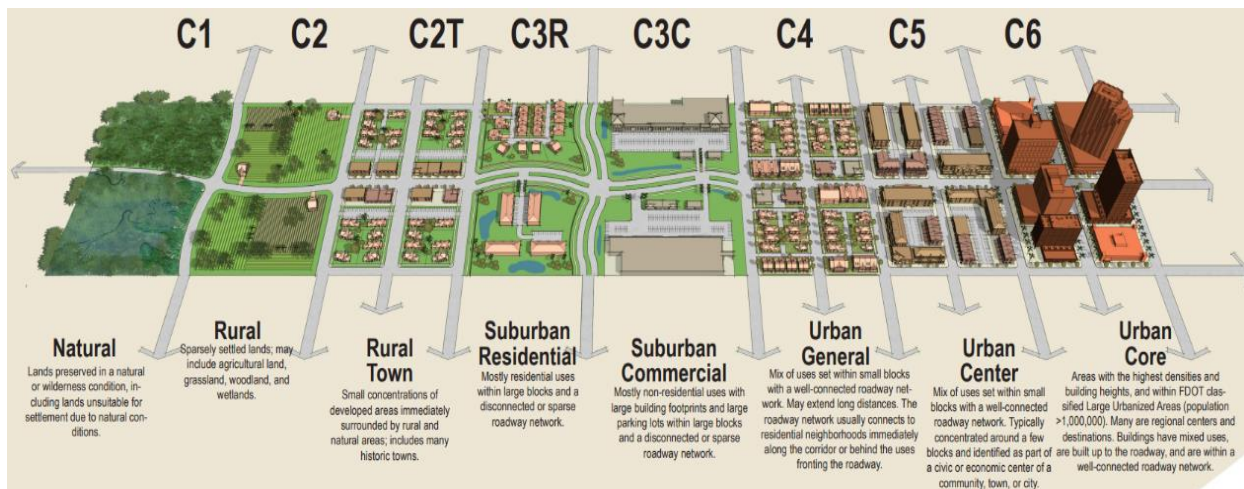 C1
C2
C2T
C3R
C3C
C4
C5
C6
Natural
Lands preserved in a natural
or wilderness condition, in-
cluding lands unsuitable for
settlement due to natural con-
ditions.
Rural
Sparsely settled lands; may
include agricultural land,
grassland, woodland, and
wetlands.
Rural
Town
Small concentrations of
developed areas immediately
surrounded by rural and
natural areas; includes many
historic towns.
Suburban
Residential
Mostly residential uses
within large blocks and a
disconnected or sparse
roadway network.
Suburban
Commercial
Mostly non-residential uses with
large building footprints and large
parking lots within large blocks
and a disconnected or sparse
roadway network.
Urban
General
Mix of uses set within small blocks
with a well-connected roadway net-
work. May extend long distances. The
roadway network usually connects to
residential neighborhoods immediately
along the corridor or behind the uses
fronting the roadway.
Urban
Center
Mix of uses set within small
blocks with a well-connected
roadway network. Typically
concentrated around a few
blocks and identified as part of
a civic or economic center of a
community, town, or city.
Urban
Core
Areas with the highest densities and
building heights, and within FDOT clas-
sified Large Urbanized Areas (population
>1,000,000). Many are regional centers and
destinations. Buildings have mixed uses,
are built up to the roadway, and are within a
well-connected roadway network.